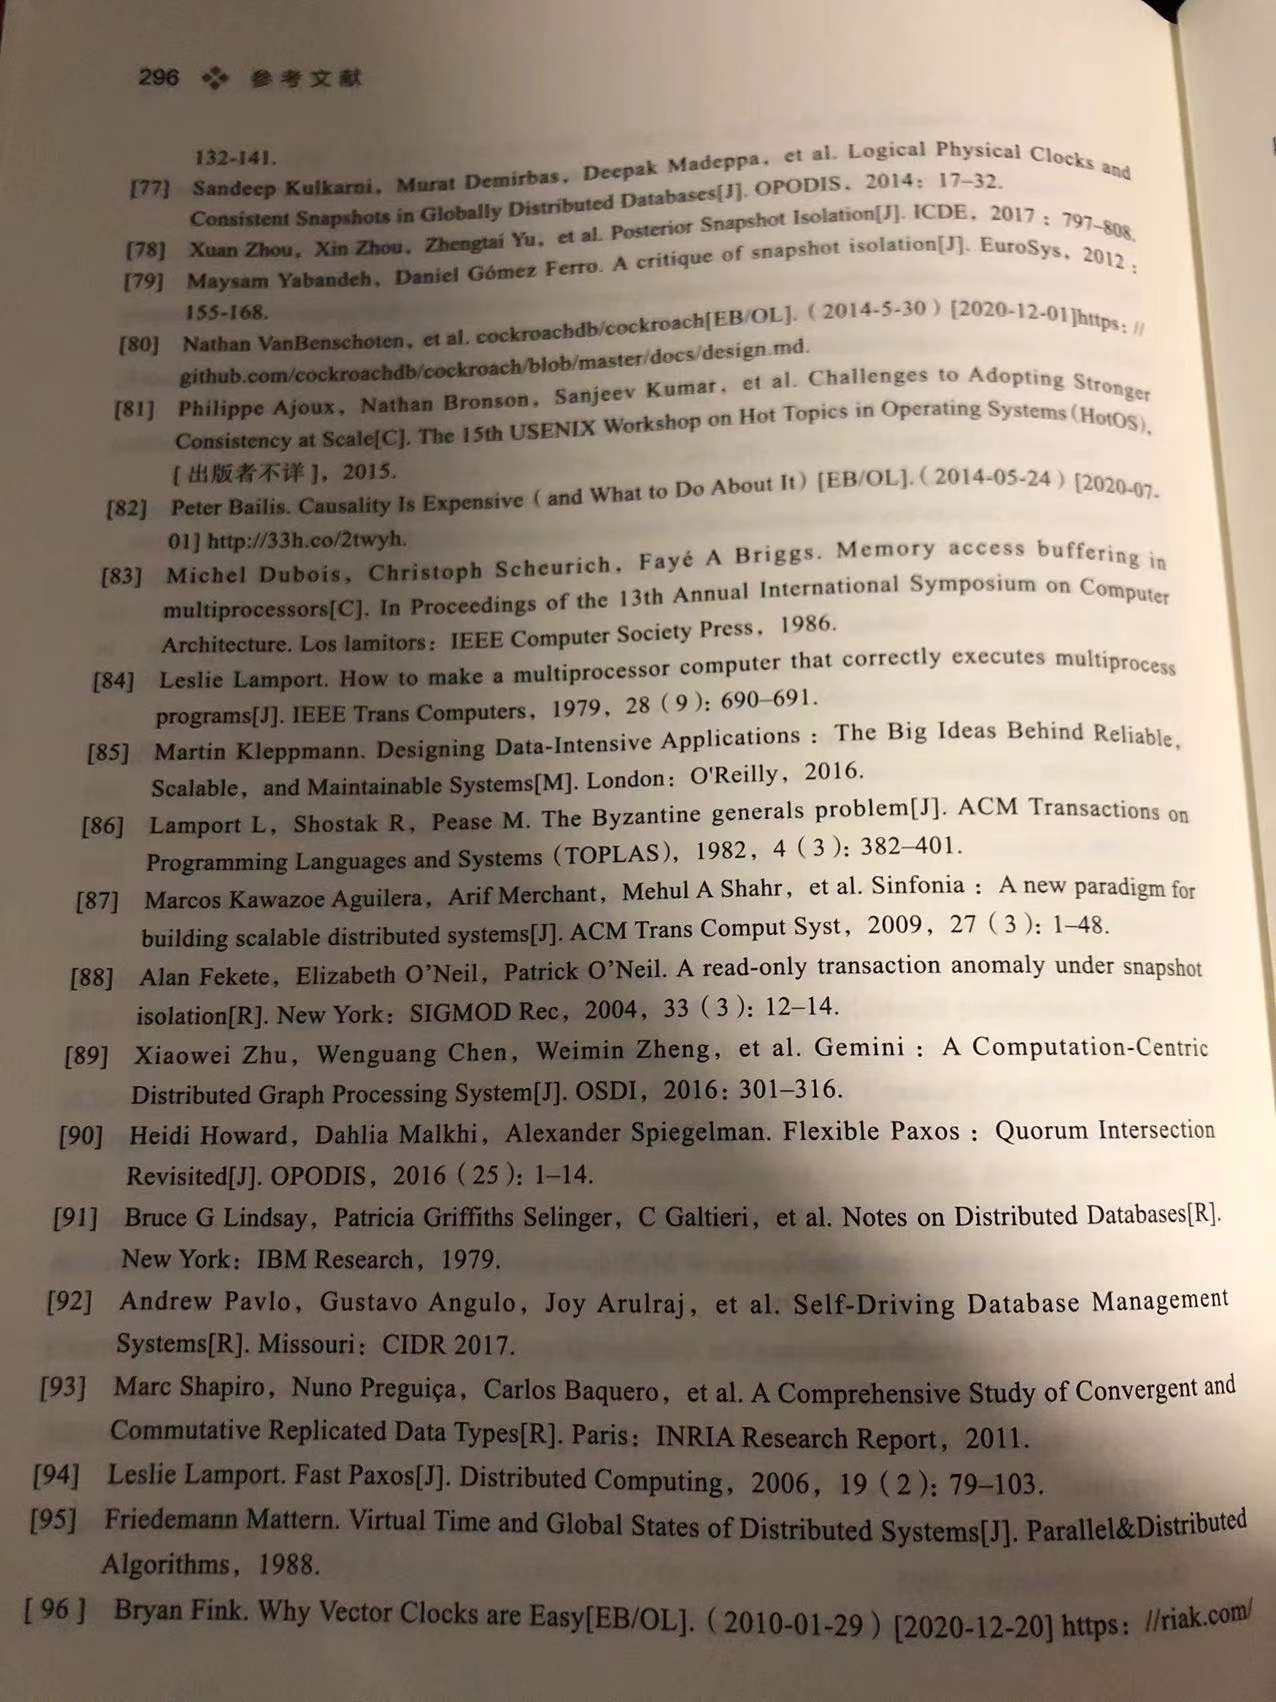 296 ❖ 参考文献
132-141.
[77] Sandeep Kulkarni, Murat Demirbas, Deepak Madeppa, et al. Logical Physical Clocks and
Consistent Snapshots in Globally Distributed Databases[J]. OPODIS, 2014: 17–32.
[78] Xuan Zhou, Xin Zhou, Zhengtai Yu, et al. Posterior Snapshot Isolation[J]. ICDE, 2017: 797–808.
[79] Maysam Yabandeh, Daniel Gómez Ferro. A critique of snapshot isolation[J]. EuroSys, 2012:
155-168.
[80] Nathan VanBenschoten, et al. cockroachdb/cockroach[EB/OL].（2014-5-30）[2020-12-01]https: //
github.com/cockroachdb/cockroach/blob/master/docs/design.md.
[81] Philippe Ajoux, Nathan Bronson, Sanjeev Kumar, et al. Challenges to Adopting Stronger
Consistency at Scale[C]. The 15th USENIX Workshop on Hot Topics in Operating Systems（HotOS）,
[出版者不详], 2015.
[82] Peter Bailis. Causality Is Expensive（and What to Do About It）[EB/OL].（2014-05-24）[2020-07-
01] http://33h.co/2twyh.
[83] Michel Dubois, Christoph Scheurich, Fayé A Briggs. Memory access buffering in
multiprocessors[C]. In Proceedings of the 13th Annual International Symposium on Computer
Architecture. Los lamitors: IEEE Computer Society Press, 1986.
[84] Leslie Lamport. How to make a multiprocessor computer that correctly executes multiprocess
programs[J]. IEEE Trans Computers, 1979, 28（9）: 690–691.
[85] Martin Kleppmann. Designing Data-Intensive Applications: The Big Ideas Behind Reliable,
Scalable, and Maintainable Systems[M]. London: O'Reilly, 2016.
[86] Lamport L, Shostak R, Pease M. The Byzantine generals problem[J]. ACM Transactions on
Programming Languages and Systems（TOPLAS）, 1982, 4（3）: 382–401.
[87] Marcos Kawazoe Aguilera, Arif Merchant, Mehul A Shahr, et al. Sinfonia: A new paradigm for
building scalable distributed systems[J]. ACM Trans Comput Syst, 2009, 27（3）: 1–48.
[88] Alan Fekete, Elizabeth O’Neil, Patrick O’Neil. A read-only transaction anomaly under snapshot
isolation[R]. New York: SIGMOD Rec, 2004, 33（3）: 12–14.
[89] Xiaowei Zhu, Wenguang Chen, Weimin Zheng, et al. Gemini: A Computation-Centric
Distributed Graph Processing System[J]. OSDI, 2016: 301–316.
[90] Heidi Howard, Dahlia Malkhi, Alexander Spiegelman. Flexible Paxos: Quorum Intersection
Revisited[J]. OPODIS, 2016（25）: 1–14.
[91] Bruce G Lindsay, Patricia Griffiths Selinger, C Galtieri, et al. Notes on Distributed Databases[R].
New York: IBM Research, 1979.
[92] Andrew Pavlo, Gustavo Angulo, Joy Arulraj, et al. Self-Driving Database Management
Systems[R]. Missouri: CIDR 2017.
[93] Marc Shapiro, Nuno Preguiça, Carlos Baquero, et al. A Comprehensive Study of Convergent and
Commutative Replicated Data Types[R]. Paris: INRIA Research Report, 2011.
[94] Leslie Lamport. Fast Paxos[J]. Distributed Computing, 2006, 19（2）: 79–103.
[95] Friedemann Mattern. Virtual Time and Global States of Distributed Systems[J]. Parallel&Distributed
Algorithms, 1988.
[96] Bryan Fink. Why Vector Clocks are Easy[EB/OL].（2010-01-29）[2020-12-20] https: //riak.com/